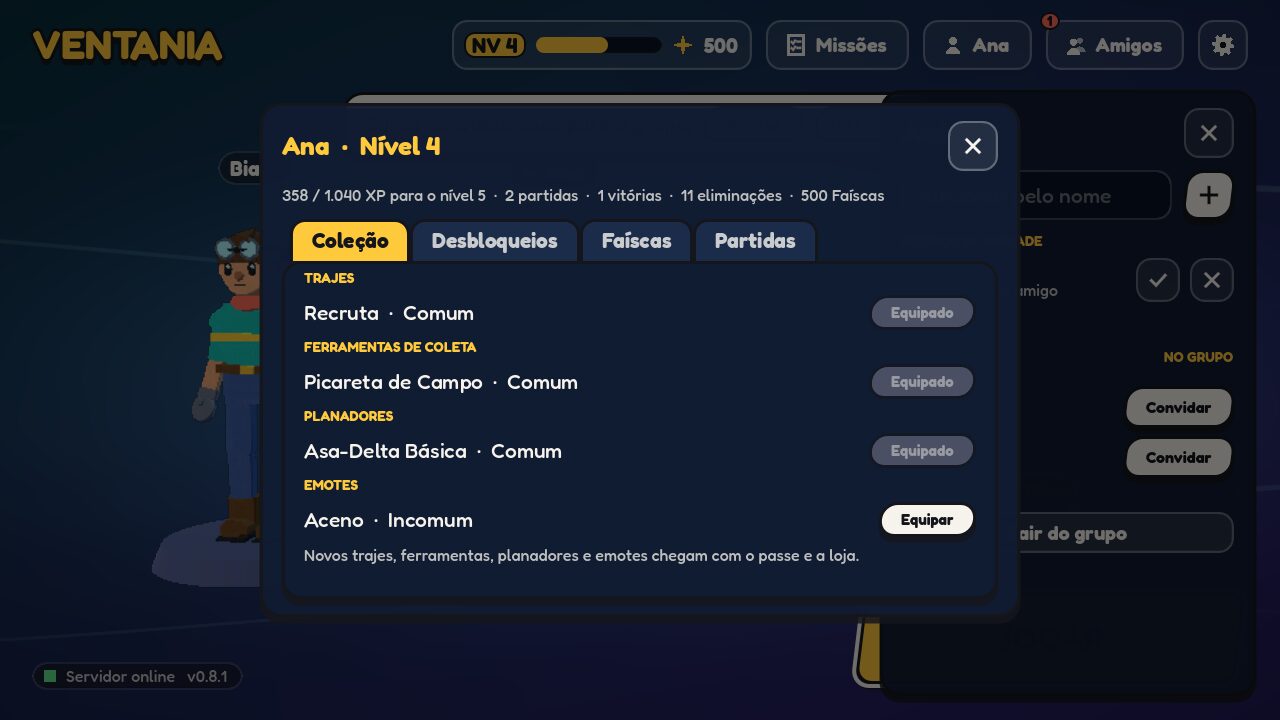 VENTANIA
NV 4 500 Missões Ana 1 Amigos
Ana · Nível 4
358 / 1.040 XP para o nível 5 · 2 partidas · 1 vitórias · 11 eliminações · 500 Faíscas
elo nome
Coleção Desbloqueios Faíscas Partidas
DADE
amigo
TRAJES
Recruta · Comum Equipado
FERRAMENTAS DE COLETA
NO GRUPO
Picareta de Campo · Comum Equipado
Convidar
PLANADORES
Asa-Delta Básica · Comum Equipado
Convidar
EMOTES
Aceno · Incomum Equipar
air do grupo
Novos trajes, ferramentas, planadores e emotes chegam com o passe e a loja.
Bia
Servidor online v0.8.1